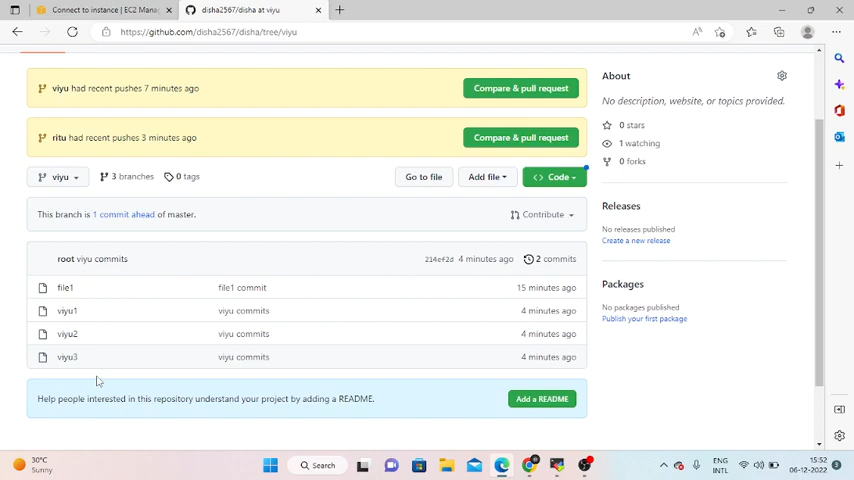 Connect to instance | EC2 Mana
disha2567/disha at viyu
https://github.com/disha2567/disha/tree/viyu
viyu had recent pushes 7 minutes ago
Compare & pull request
ritu had recent pushes 3 minutes ago
Compare & pull request
viyu
3 branches
0 tags
Go to file
Add file
Code
This branch is 1 commit ahead of master.
Contribute
root viyu commits
214ef2d 4 minutes ago
2 commits
file1
file1 commit
15 minutes ago
viyu1
viyu commits
4 minutes ago
viyu2
viyu commits
4 minutes ago
viyu3
viyu commits
4 minutes ago
Help people interested in this repository understand your project by adding a README.
Add a README
About
No description, website, or topics provided.
0 stars
1 watching
0 forks
Releases
No releases published
Create a new release
Packages
No packages published
Publish your first package
30°C
Sunny
Search
ENG
INTL
15:52
06-12-2022
3